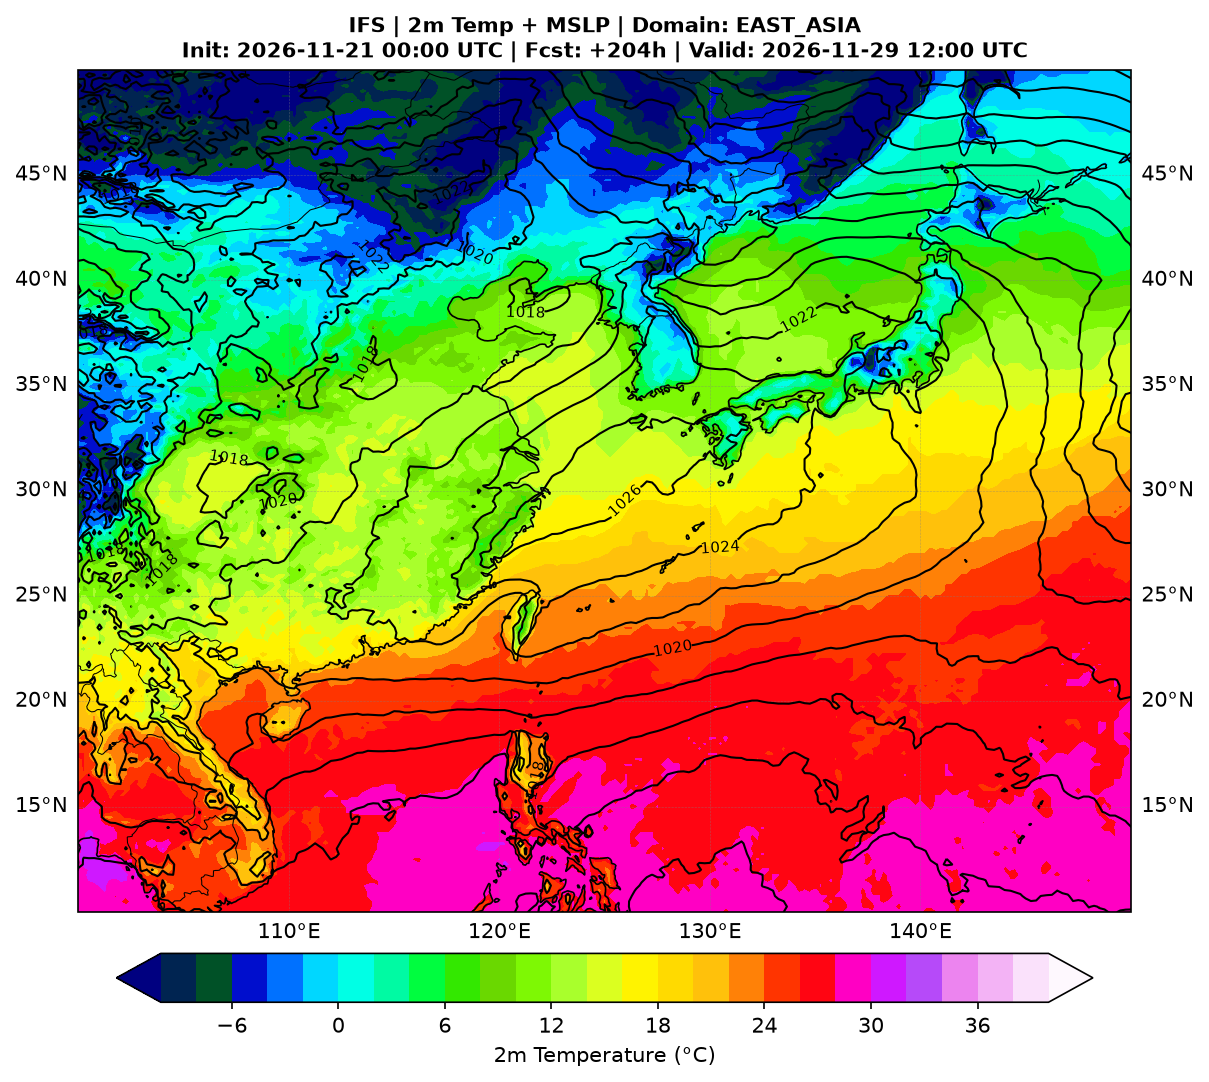 IFS | 2m Temp + MSLP | Domain: EAST_ASIA
Init: 2026-11-21 00:00 UTC | Fcst: +204h | Valid: 2026-11-29 12:00 UTC
45°N
45°N
1020
40°N
40°N
1018
1022
1018
35°N
35°N
1018
30°N
1020
1026
30°N
1018
1018
1024
25°N
25°N
1020
20°N
20°N
1018
15°N
15°N
110°E 120°E 130°E 140°E
−6 0 6 12 18 24 30 36
2m Temperature (°C)